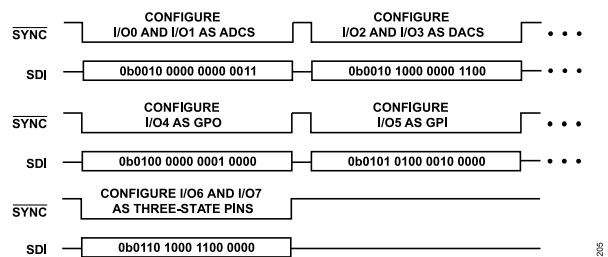 CONFIGURE
I/O0 AND I/O1 AS ADCS
CONFIGURE
I/O2 AND I/O3 AS DACS
SYNC
SDI
0b0010 0000 0000 0011
0b0010 1000 0000 1100
CONFIGURE
I/O4 AS GPO
CONFIGURE
I/O5 AS GPI
SYNC
SDI
0b0100 0000 0001 0000
0b0101 0100 0010 0000
CONFIGURE I/O6 AND I/O7
AS THREE-STATE PINS
SYNC
SDI
0b0110 1000 1100 0000
205